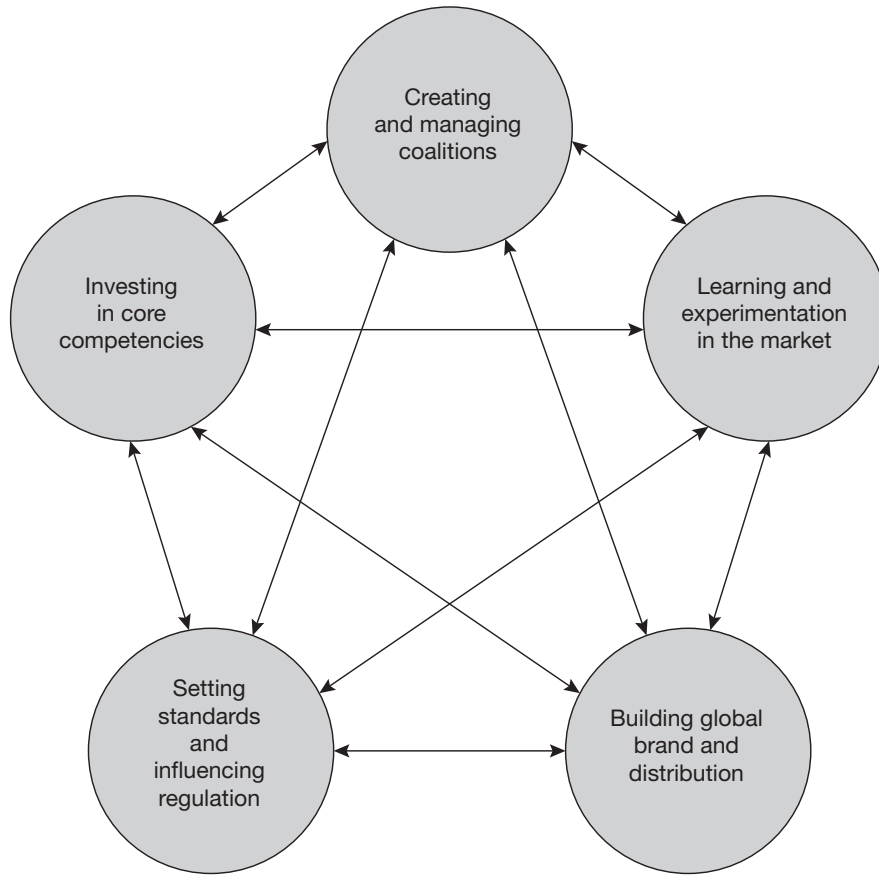 Creating
and managing
coalitions
Investing
in core
competencies
Learning and
experimentation
in the market
Setting
standards
and
influencing
regulation
Building global
brand and
distribution